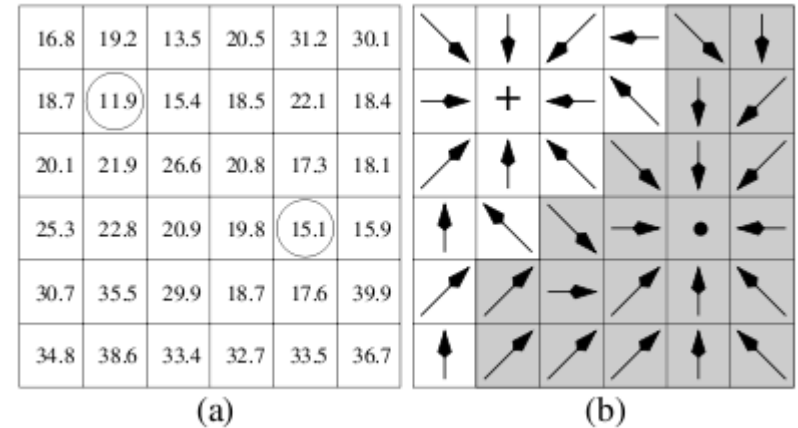 16.8 19.2 13.5 20.5 31.2 30.1
18.7 11.9 15.4 18.5 22.1 18.4
20.1 21.9 26.6 20.8 17.3 18.1
25.3 22.8 20.9 19.8 15.1 15.9
30.7 35.5 29.9 18.7 17.6 39.9
34.8 38.6 33.4 32.7 33.5 36.7
(a) (b)